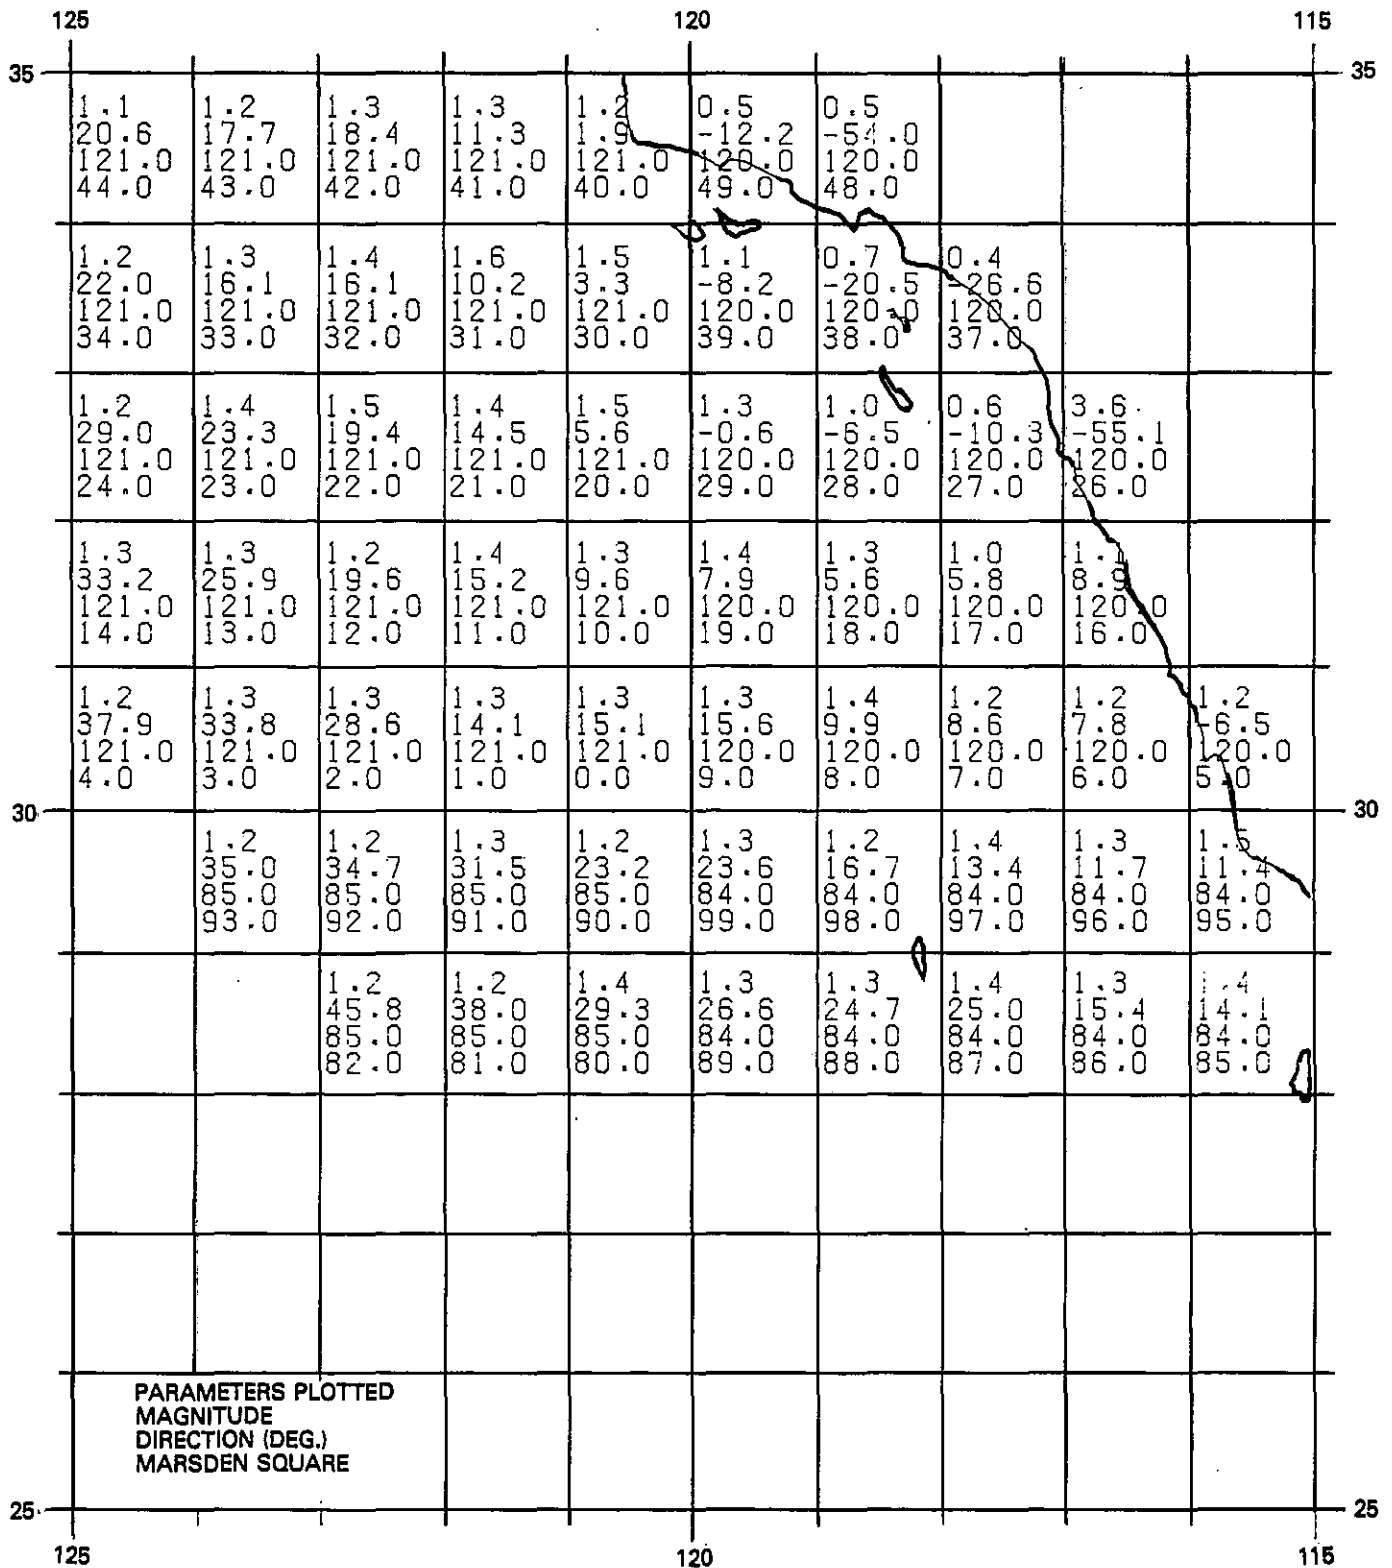 125 120 115
35 35
1.1 1.2 1.3 1.3 1.2 0.5 0.5
20.6 17.7 18.4 11.3 1.9 -12.2 -54.0
121.0 121.0 121.0 121.0 121.0 120.0 120.0
44.0 43.0 42.0 41.0 40.0 49.0 48.0
1.2 1.3 1.4 1.6 1.5 1.1 0.7 0.4
22.0 16.1 16.1 10.2 3.3 -8.2 -20.5 -26.6
121.0 121.0 121.0 121.0 121.0 120.0 120.0 120.0
34.0 33.0 32.0 31.0 30.0 39.0 38.0 37.0
1.2 1.4 1.5 1.4 1.5 1.3 1.0 0.6 3.6
29.0 23.3 19.4 14.5 5.6 -0.6 -6.5 -10.3 -55.1
121.0 121.0 121.0 121.0 121.0 120.0 120.0 120.0 120.0
24.0 23.0 22.0 21.0 20.0 29.0 28.0 27.0 26.0
1.3 1.3 1.2 1.4 1.3 1.4 1.3 1.0 1.1
33.2 25.9 19.6 15.2 9.6 7.9 5.6 5.8 8.9
121.0 121.0 121.0 121.0 121.0 120.0 120.0 120.0 120.0
14.0 13.0 12.0 11.0 10.0 19.0 18.0 17.0 16.0
1.2 1.3 1.3 1.3 1.3 1.3 1.4 1.2 1.2 1.2
37.9 33.8 28.6 14.1 15.1 15.6 9.9 8.6 7.8 -6.5
121.0 121.0 121.0 121.0 121.0 120.0 120.0 120.0 120.0 120.0
4.0 3.0 2.0 1.0 0.0 9.0 8.0 7.0 6.0 5.0
30 30
1.2 1.2 1.3 1.2 1.3 1.2 1.4 1.3 1.5
35.0 34.7 31.5 23.2 23.6 16.7 13.4 11.7 11.4
85.0 85.0 85.0 85.0 84.0 84.0 84.0 84.0 84.0
93.0 92.0 91.0 90.0 99.0 98.0 97.0 96.0 95.0
1.2 1.2 1.4 1.3 1.3 1.4 1.3 1.4
45.8 38.0 29.3 26.6 24.7 25.0 15.4 14.1
85.0 85.0 85.0 84.0 84.0 84.0 84.0 84.0
82.0 81.0 80.0 89.0 88.0 87.0 86.0 85.0
PARAMETERS PLOTTED
MAGNITUDE
DIRECTION (DEG.)
MARSDEN SQUARE
25 25
125 120 115